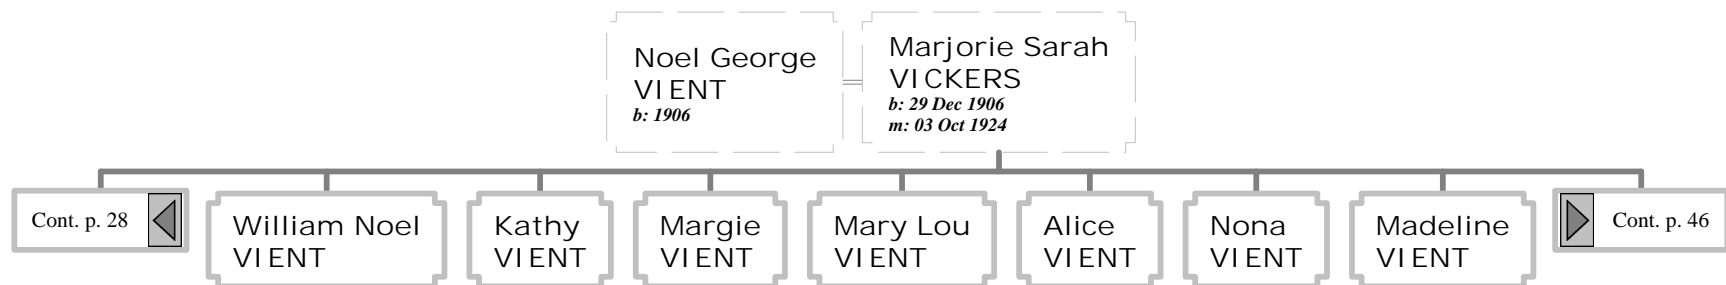 Noel George
VIENT
b: 1906
Marjorie Sarah
VICKERS
b: 29 Dec 1906
m: 03 Oct 1924
Cont. p. 28
William Noel
VIENT
Kathy
VIENT
Margie
VIENT
Mary Lou
VIENT
Alice
VIENT
Nona
VIENT
Madeline
VIENT
Cont. p. 46